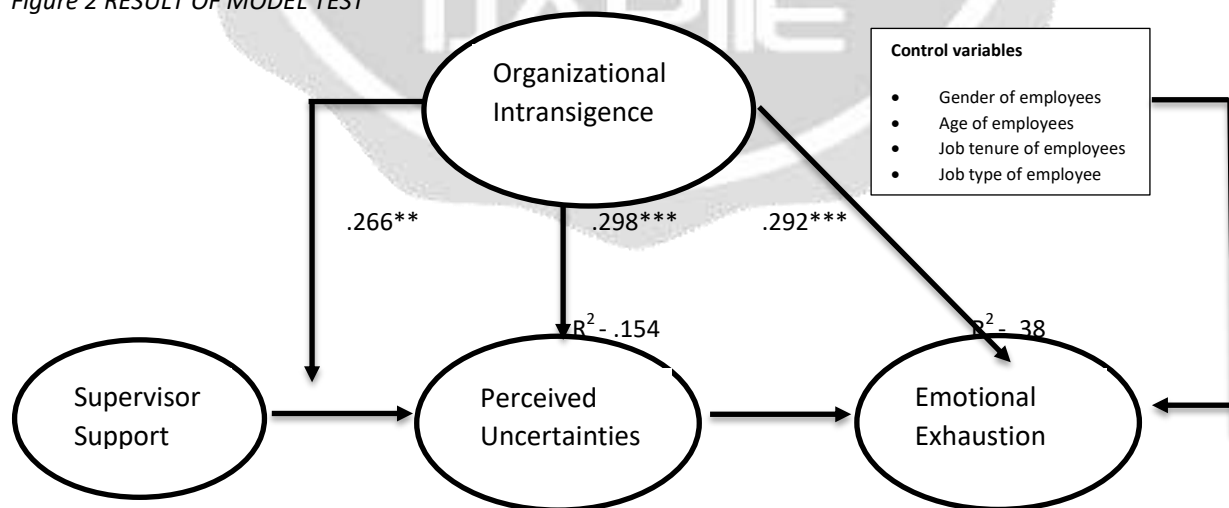 Figure 2 RESULT OF MODEL TEST
Organizational
Intransigence
Control variables
• Gender of employees
• Age of employees
• Job tenure of employees
• Job type of employee
.266** .298*** .292***
R² - .154 R² - 38
Supervisor
Support
Perceived
Uncertainties
Emotional
Exhaustion